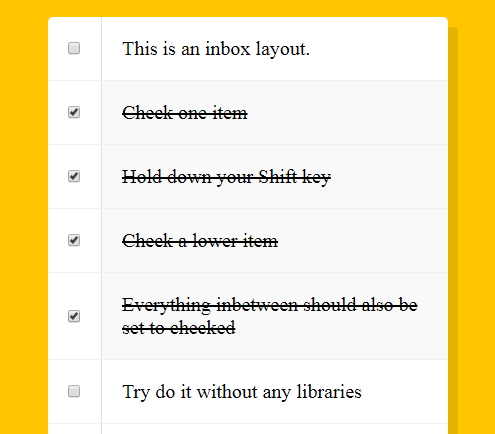 This is an inbox layout.
Check one item
Hold down your Shift key
Check a lower item
Everything inbetween should also be
set to checked
Try do it without any libraries